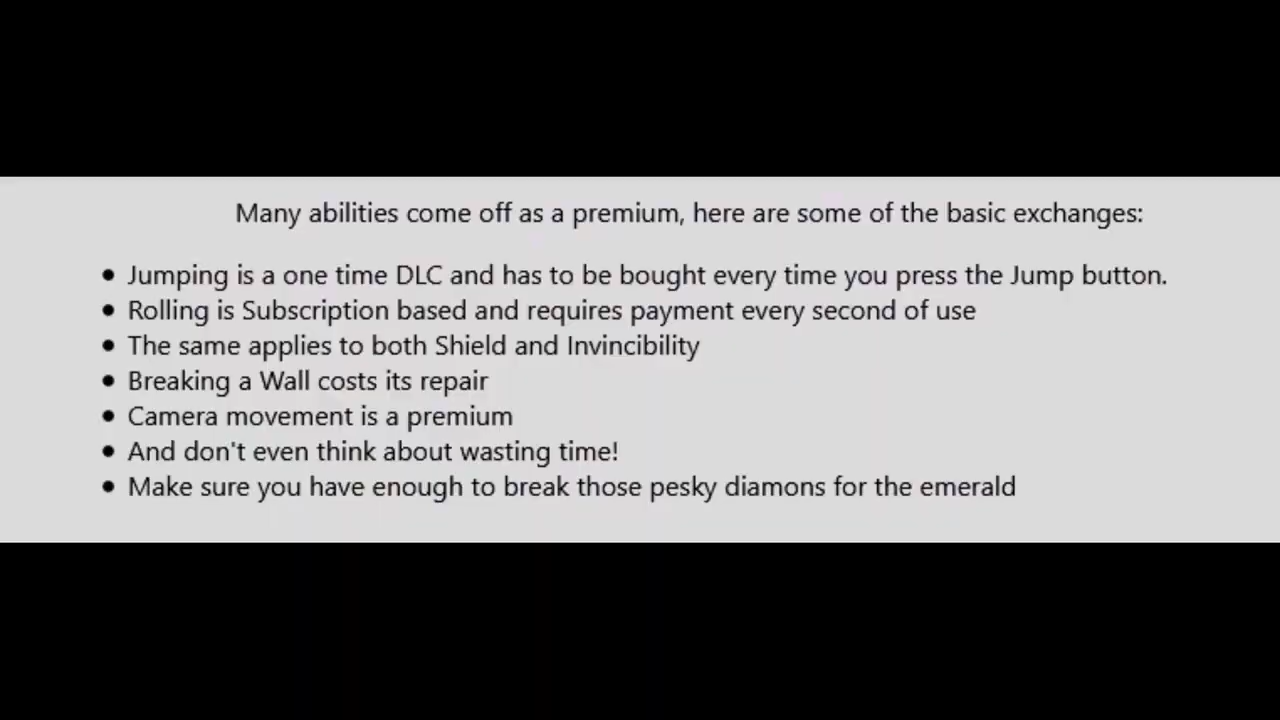 Many abilities come off as a premium, here are some of the basic exchanges:
● Jumping is a one time DLC and has to be bought every time you press the Jump button.
● Rolling is Subscription based and requires payment every second of use
● The same applies to both Shield and Invincibility
● Breaking a Wall costs its repair
● Camera movement is a premium
● And don't even think about wasting time!
● Make sure you have enough to break those pesky diamons for the emerald